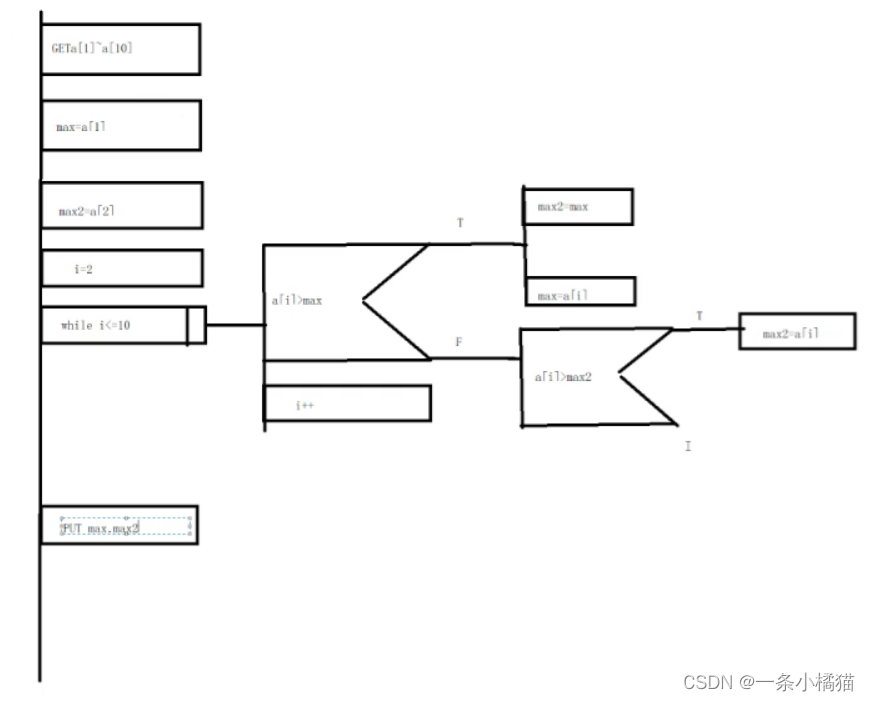 GETa[1]~a[10]
max=a[1]
max2=a[2]
i=2
while i<=10
a[i]>max
T
max2=max
max=a[i]
F
a[i]>max2
T
max2=a[i]
I
i++
PUT max,max2
CSDN @一条小橘猫